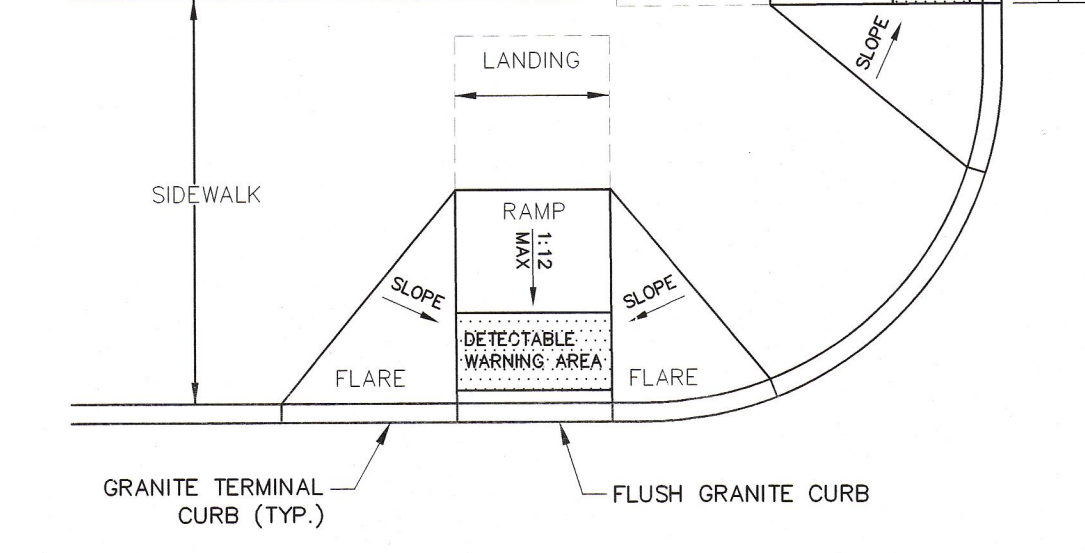 SLOPE
LANDING
SIDEWALK
RAMP
1:12
MAX
SLOPE
SLOPE
DETECTABLE
WARNING AREA
FLARE
FLARE
GRANITE TERMINAL
CURB (TYP.)
FLUSH GRANITE CURB